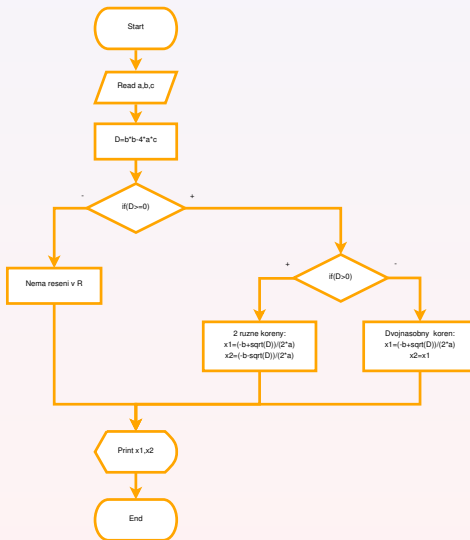 Start
Read a,b,c
D=b*b-4*a*c
if(D>=0)
-
+
Nema reseni v R
if(D>0)
+
-
2 ruzne koreny:
x1=(-b+sqrt(D))/(2*a)
x2=(-b-sqrt(D))/(2*a)
Dvojnasobny koren:
x1=(-b+sqrt(D))/(2*a)
x2=x1
Print x1,x2
End